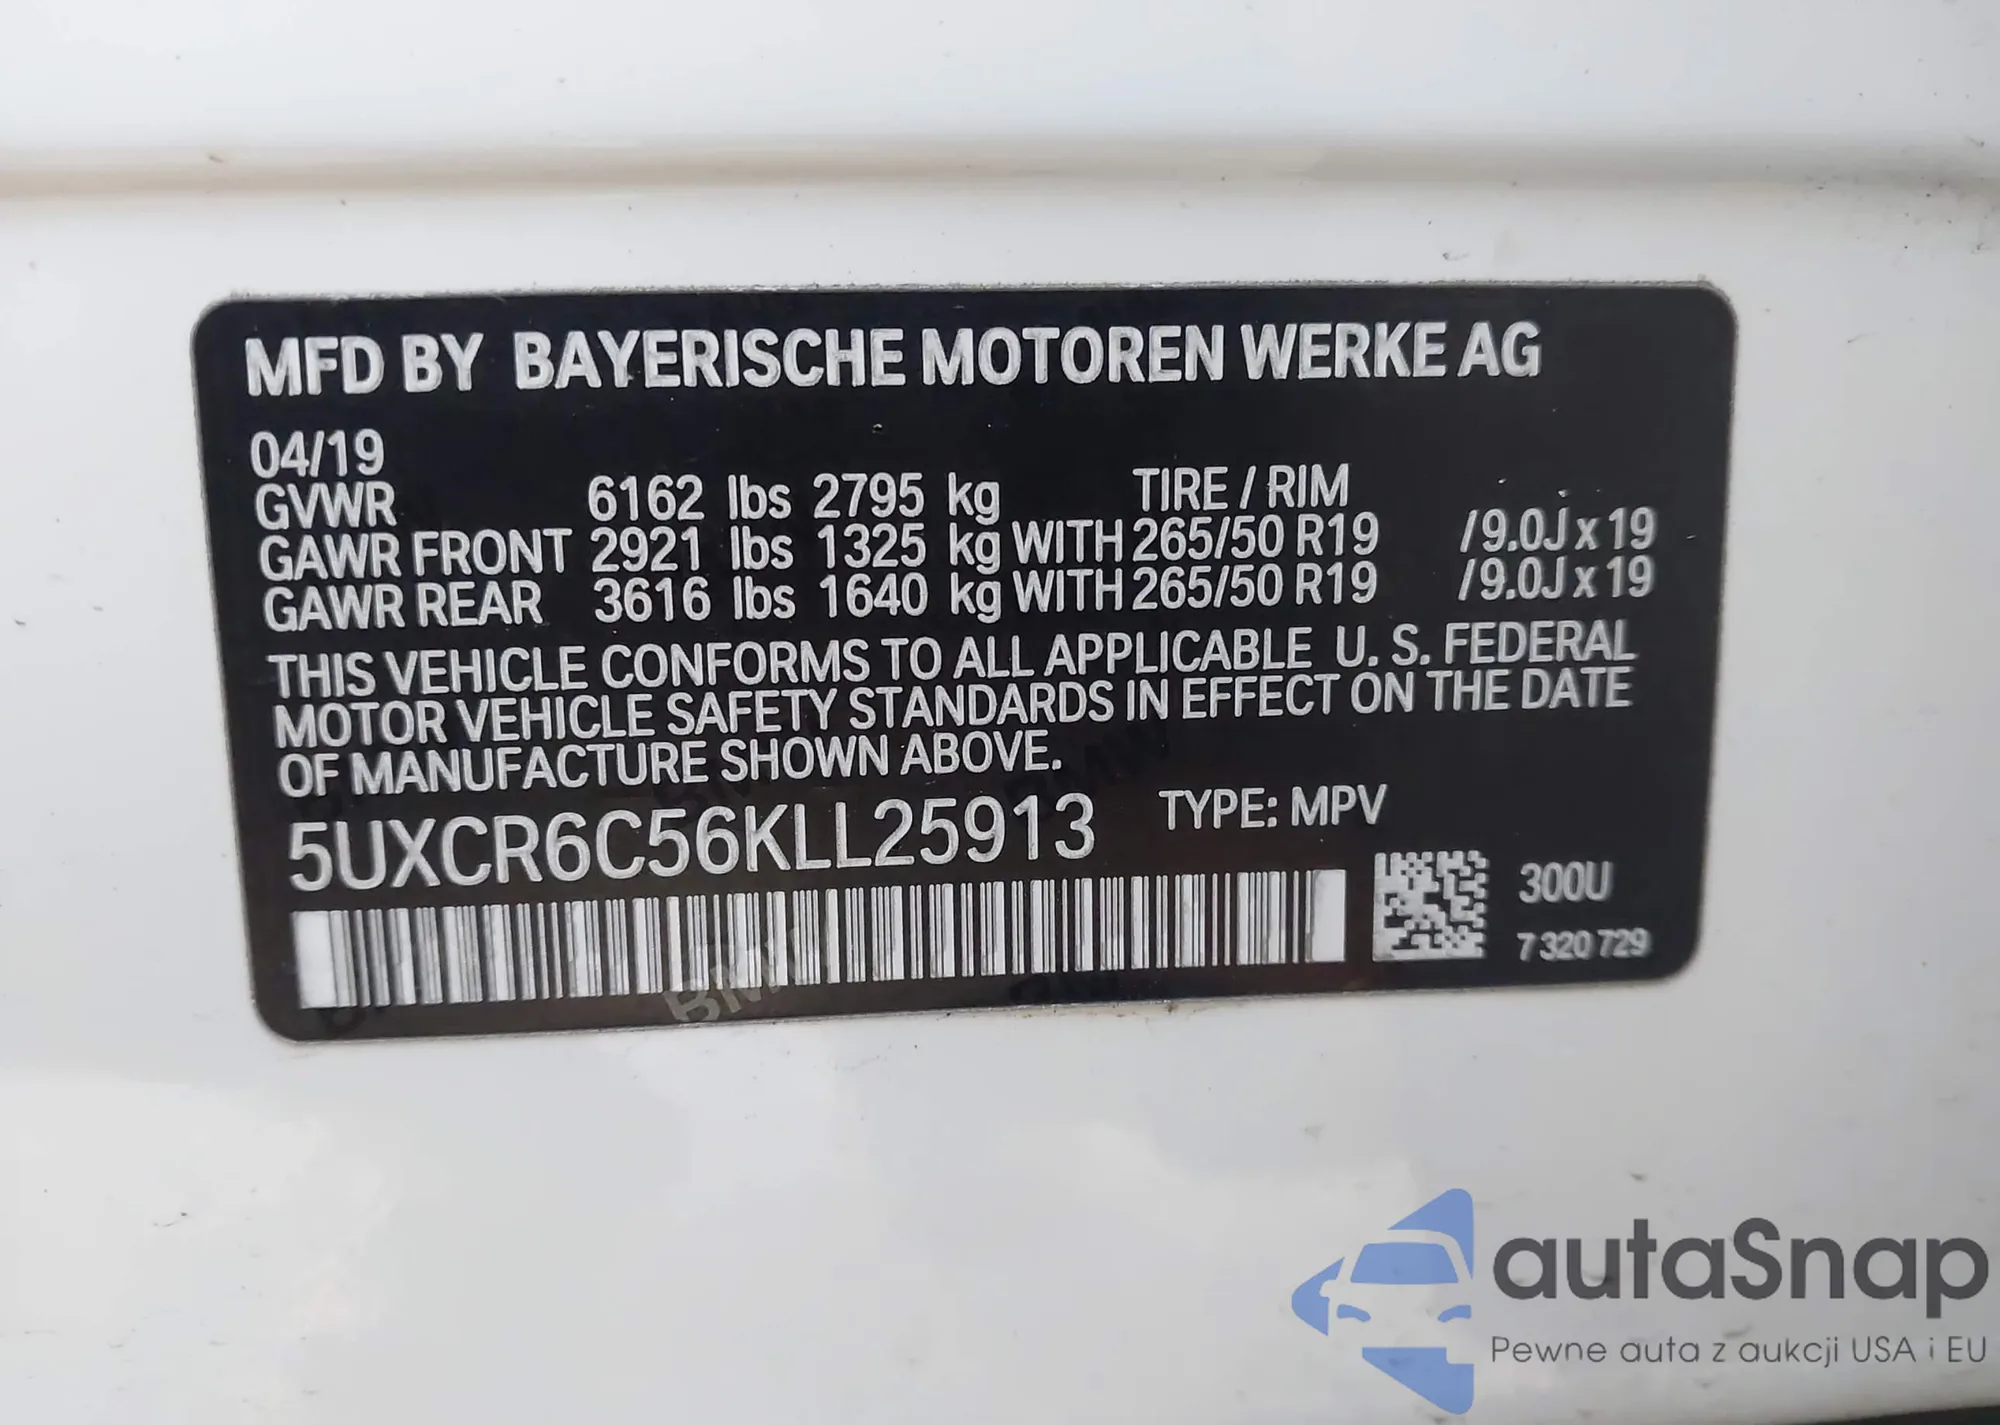 MFD BY BAYERISCHE MOTOREN WERKE AG
04/19
GVWR 6162 lbs 2795 kg TIRE / RIM
GAWR FRONT 2921 lbs 1325 kg WITH 265/50 R19 /9.0J x 19
GAWR REAR 3616 lbs 1640 kg WITH 265/50 R19 /9.0J x 19
THIS VEHICLE CONFORMS TO ALL APPLICABLE U. S. FEDERAL
MOTOR VEHICLE SAFETY STANDARDS IN EFFECT ON THE DATE
OF MANUFACTURE SHOWN ABOVE.
5UXCR6C56KLL25913 TYPE: MPV
300U
7 320 729
BMW
autaSnap
Pewne auta z aukcji USA i EU